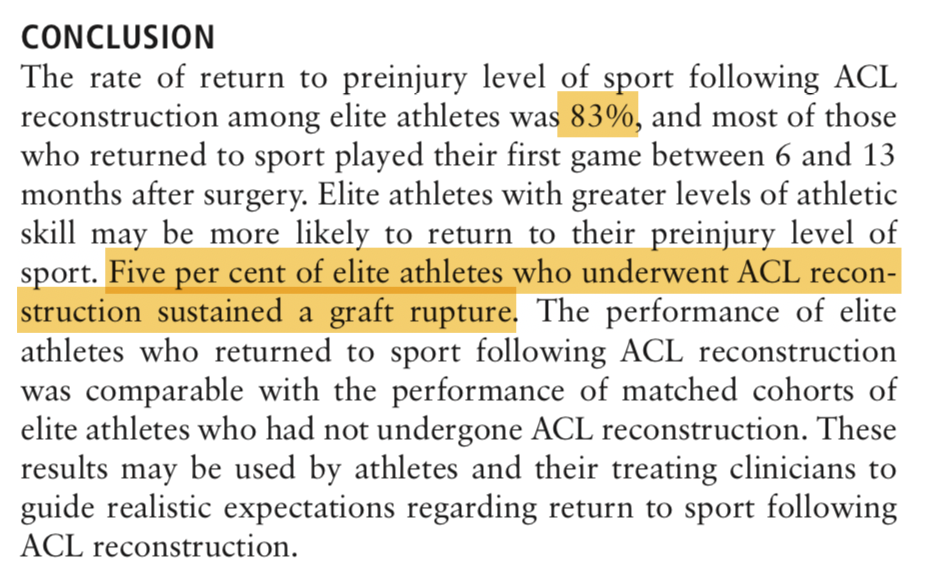 CONCLUSION
The rate of return to preinjury level of sport following ACL
reconstruction among elite athletes was 83%, and most of those
who returned to sport played their first game between 6 and 13
months after surgery. Elite athletes with greater levels of athletic
skill may be more likely to return to their preinjury level of
sport. Five per cent of elite athletes who underwent ACL recon-
struction sustained a graft rupture. The performance of elite
athletes who returned to sport following ACL reconstruction
was comparable with the performance of matched cohorts of
elite athletes who had not undergone ACL reconstruction. These
results may be used by athletes and their treating clinicians to
guide realistic expectations regarding return to sport following
ACL reconstruction.